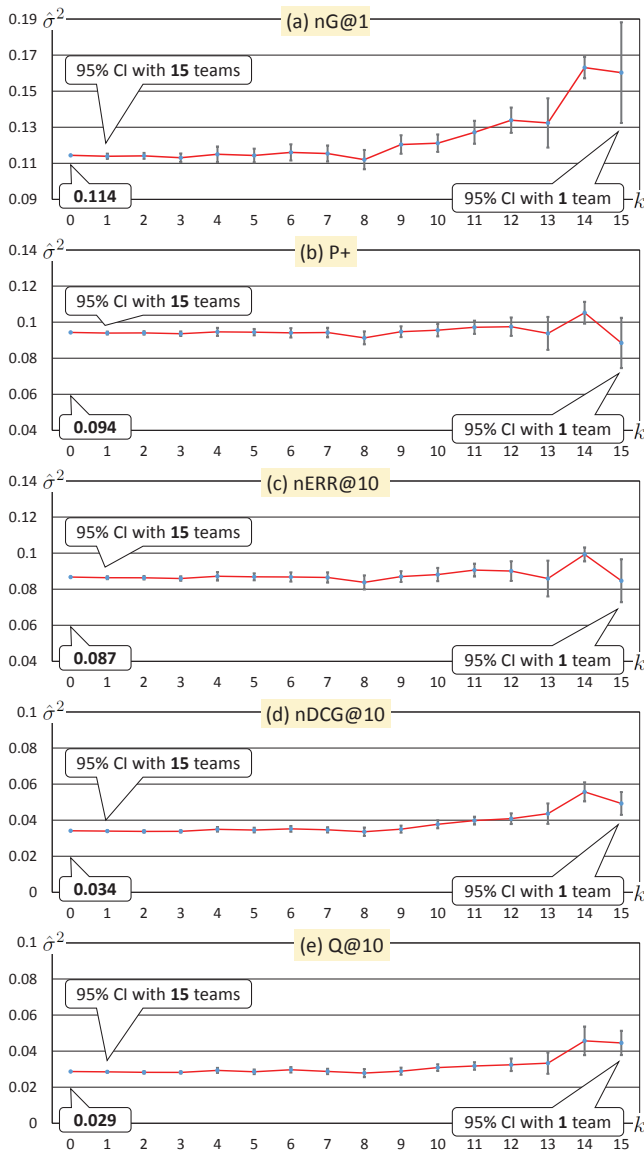 σ̂²
(a) nG@1
0.19
0.17
95% CI with 15 teams
0.15
0.13
0.11
0.114
95% CI with 1 team
0.09
k
0 1 2 3 4 5 6 7 8 9 10 11 12 13 14 15
σ̂²
(b) P+
0.14
0.12
95% CI with 15 teams
0.1
0.08
0.06
0.094
95% CI with 1 team
0.04
k
0 1 2 3 4 5 6 7 8 9 10 11 12 13 14 15
σ̂²
(c) nERR@10
0.14
0.12
95% CI with 15 teams
0.1
0.08
0.06
0.087
95% CI with 1 team
0.04
k
0 1 2 3 4 5 6 7 8 9 10 11 12 13 14 15
σ̂²
(d) nDCG@10
0.1
0.08
95% CI with 15 teams
0.06
0.04
0.02
0.034
95% CI with 1 team
0
k
0 1 2 3 4 5 6 7 8 9 10 11 12 13 14 15
σ̂²
(e) Q@10
0.1
0.08
95% CI with 15 teams
0.06
0.04
0.02
0.029
95% CI with 1 team
0
k
0 1 2 3 4 5 6 7 8 9 10 11 12 13 14 15